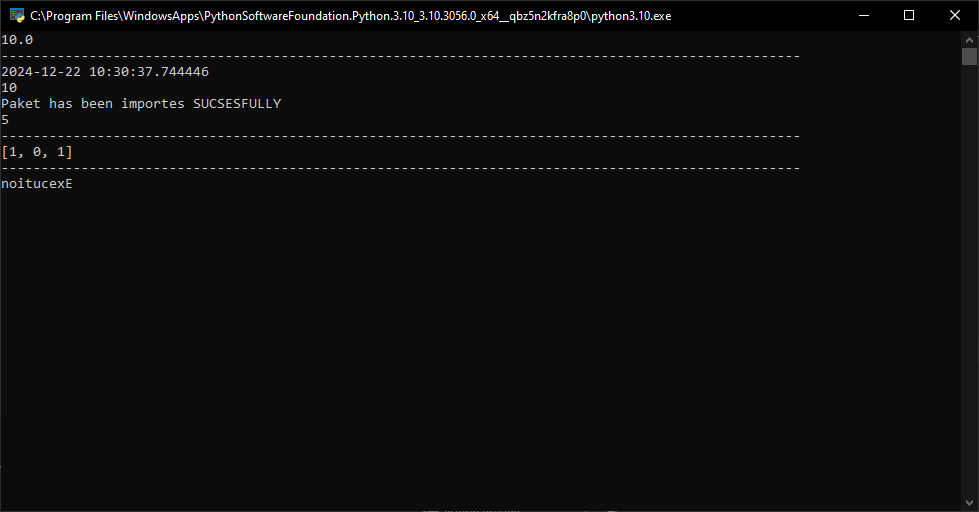 C:\Program Files\WindowsApps\PythonSoftwareFoundation.Python.3.10_3.10.3056.0_x64__qbz5n2kfra8p0\python3.10.exe
10.0
----------------------------------------------------------------------------------------------------
2024-12-22 10:30:37.744446
10
Paket has been importes SUCSESFULLY
5
----------------------------------------------------------------------------------------------------
[1, 0, 1]
----------------------------------------------------------------------------------------------------
noitucexE